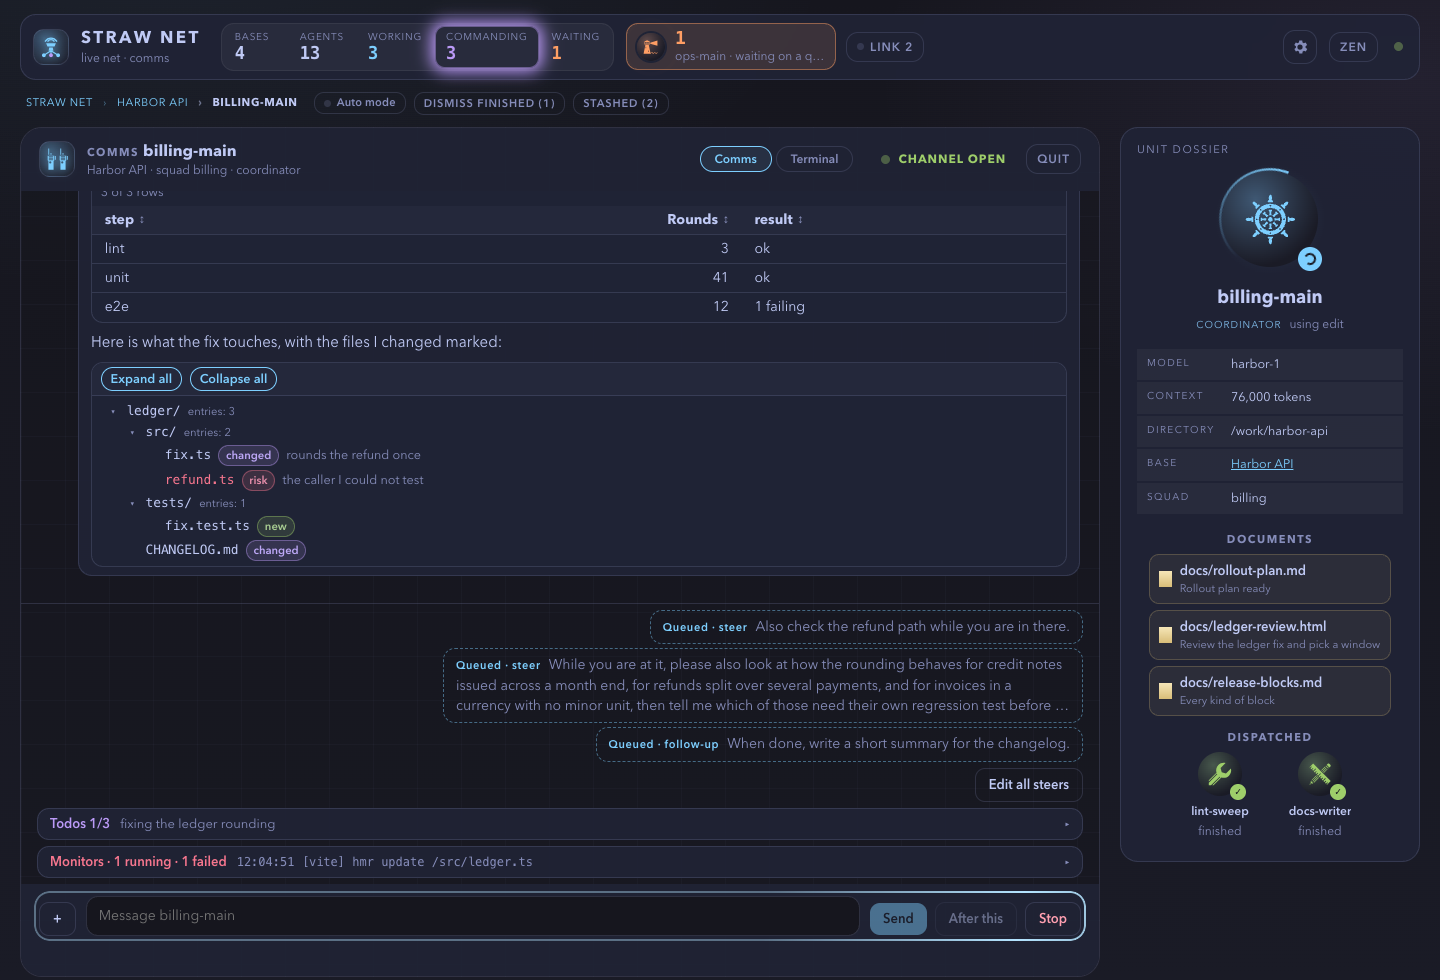 STRAW NET
live net · comms
BASES
4
AGENTS
13
WORKING
3
COMMANDING
3
WAITING
1
1
ops-main · waiting on a q…
LINK 2
ZEN
STRAW NET › HARBOR API › BILLING-MAIN
Auto mode
DISMISS FINISHED (1)
STASHED (2)
COMMS billing-main
Harbor API · squad billing · coordinator
Comms
Terminal
CHANNEL OPEN
QUIT
3 of 3 rows
step Rounds result
lint 3 ok
unit 41 ok
e2e 12 1 failing
Here is what the fix touches, with the files I changed marked:
Expand all Collapse all
ledger/ entries: 3
src/ entries: 2
fix.ts changed rounds the refund once
refund.ts risk the caller I could not test
tests/ entries: 1
fix.test.ts new
CHANGELOG.md changed
Queued · steer Also check the refund path while you are in there.
Queued · steer While you are at it, please also look at how the rounding behaves for credit notes
issued across a month end, for refunds split over several payments, and for invoices in a
currency with no minor unit, then tell me which of those need their own regression test before …
Queued · follow-up When done, write a short summary for the changelog.
Edit all steers
Todos 1/3 fixing the ledger rounding
Monitors · 1 running · 1 failed 12:04:51 [vite] hmr update /src/ledger.ts
+
Message billing-main
Send
After this
Stop
UNIT DOSSIER
billing-main
COORDINATOR using edit
MODEL harbor-1
CONTEXT 76,000 tokens
DIRECTORY /work/harbor-api
BASE Harbor API
SQUAD billing
DOCUMENTS
docs/rollout-plan.md
Rollout plan ready
docs/ledger-review.html
Review the ledger fix and pick a window
docs/release-blocks.md
Every kind of block
DISPATCHED
lint-sweep
finished
docs-writer
finished